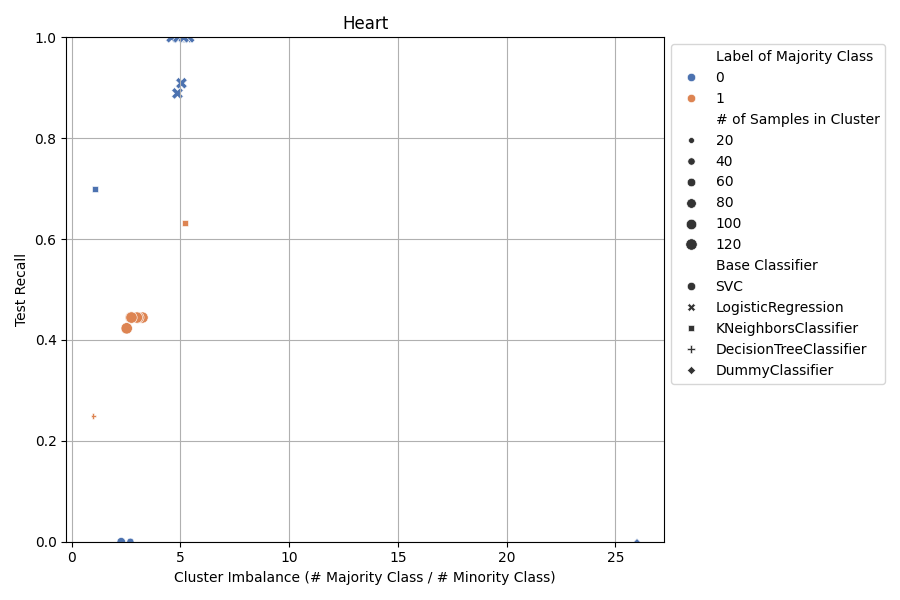 Heart
1.0
0.8
0.6
0.4
0.2
0.0
Test Recall
0 5 10 15 20 25
Cluster Imbalance (# Majority Class / # Minority Class)
Label of Majority Class
0
1
# of Samples in Cluster
20
40
60
80
100
120
Base Classifier
SVC
LogisticRegression
KNeighborsClassifier
DecisionTreeClassifier
DummyClassifier